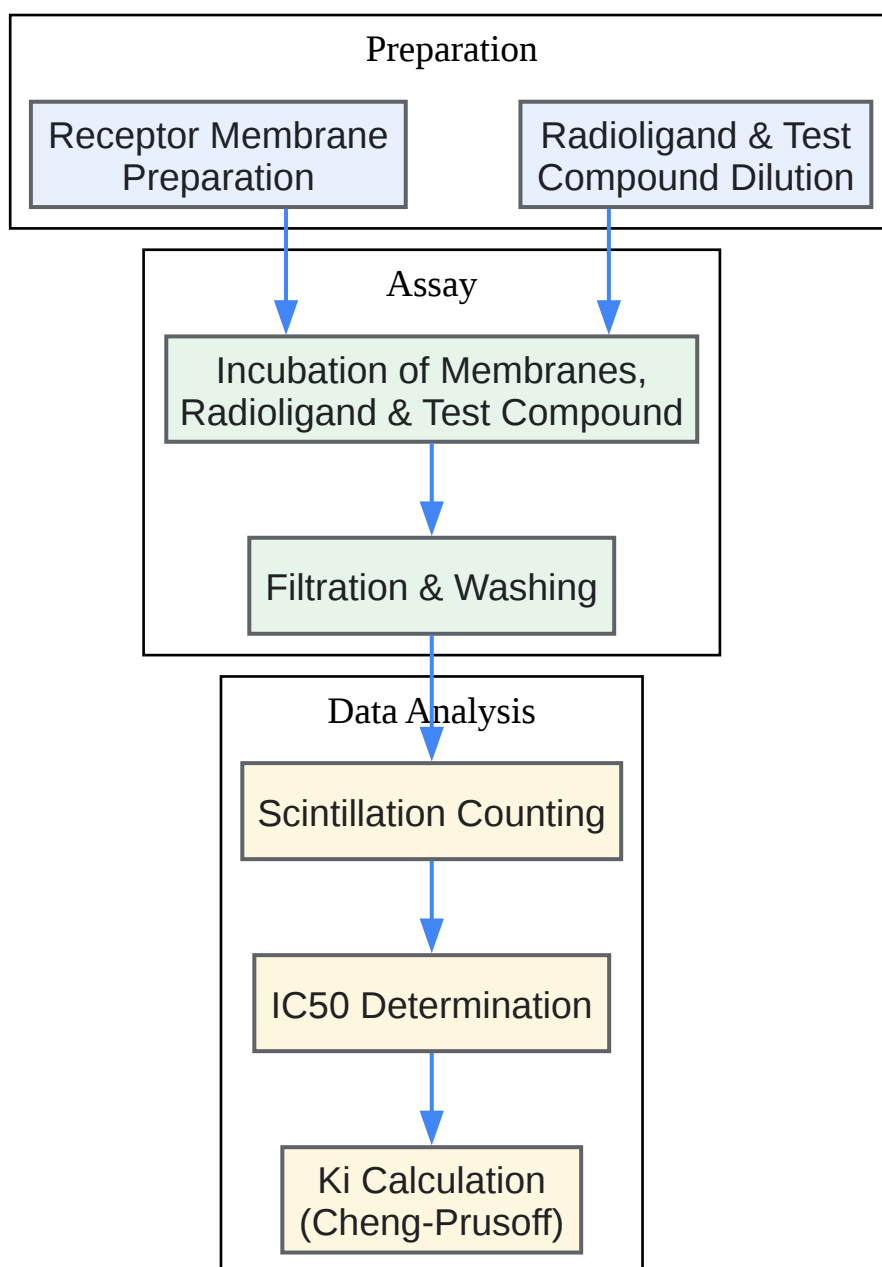 Preparation
Receptor Membrane
Preparation
Radioligand & Test
Compound Dilution
Assay
Incubation of Membranes,
Radioligand & Test Compound
Filtration & Washing
Data Analysis
Scintillation Counting
IC50 Determination
Ki Calculation
(Cheng-Prusoff)